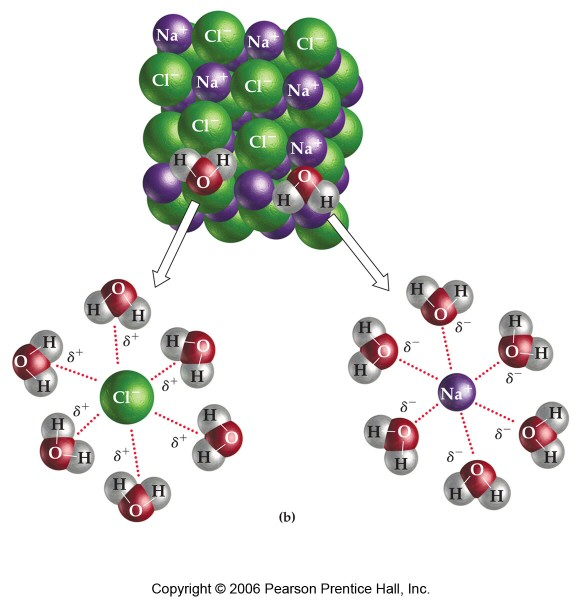 Na⁺ Cl⁻ Na⁺ Cl⁻
Cl⁻ Na⁺ Cl⁻ Na⁺
Cl⁻ Cl⁻ Na⁺
H H O
O H H
O H H δ⁺
H O H δ⁺
H O H δ⁺
Cl⁻
H O H δ⁺
H O H δ⁺
H H O δ⁺
H H O δ⁻
H O H δ⁻
H O H δ⁻
Na⁺
H O H δ⁻
H O H δ⁻
O H H δ⁻
(b)
Copyright © 2006 Pearson Prentice Hall, Inc.